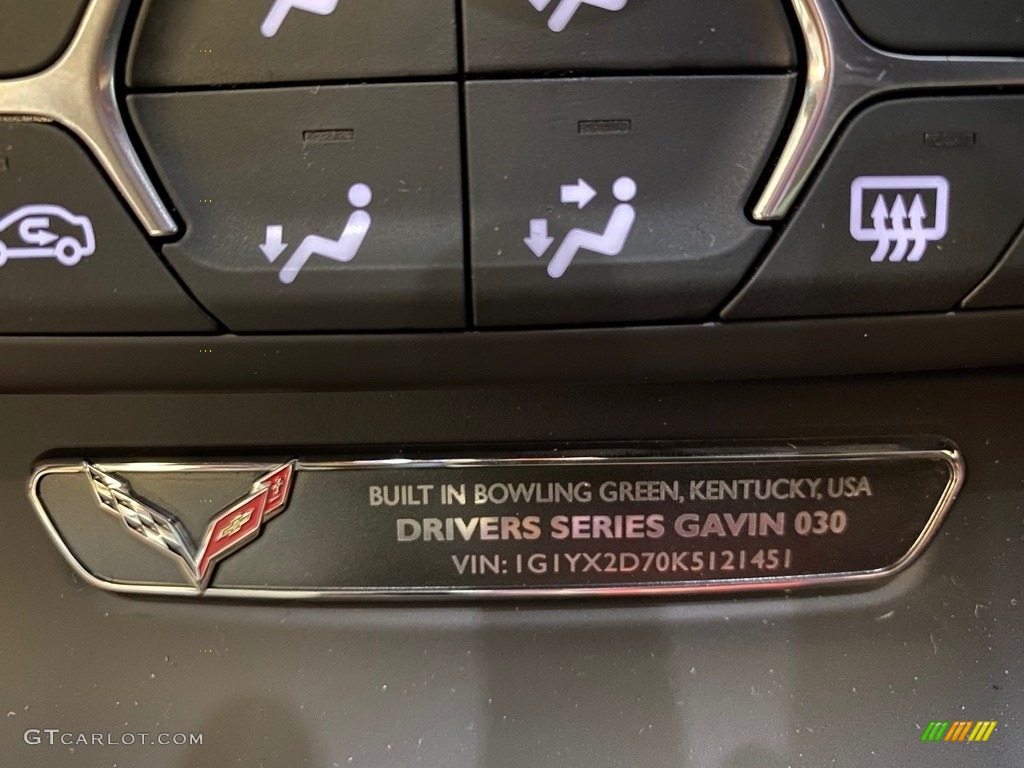 BUILT IN BOWLING GREEN, KENTUCKY, USA
DRIVERS SERIES GAVIN 030
VIN: 1G1YX2D70K5121451
GTCARLOT.COM